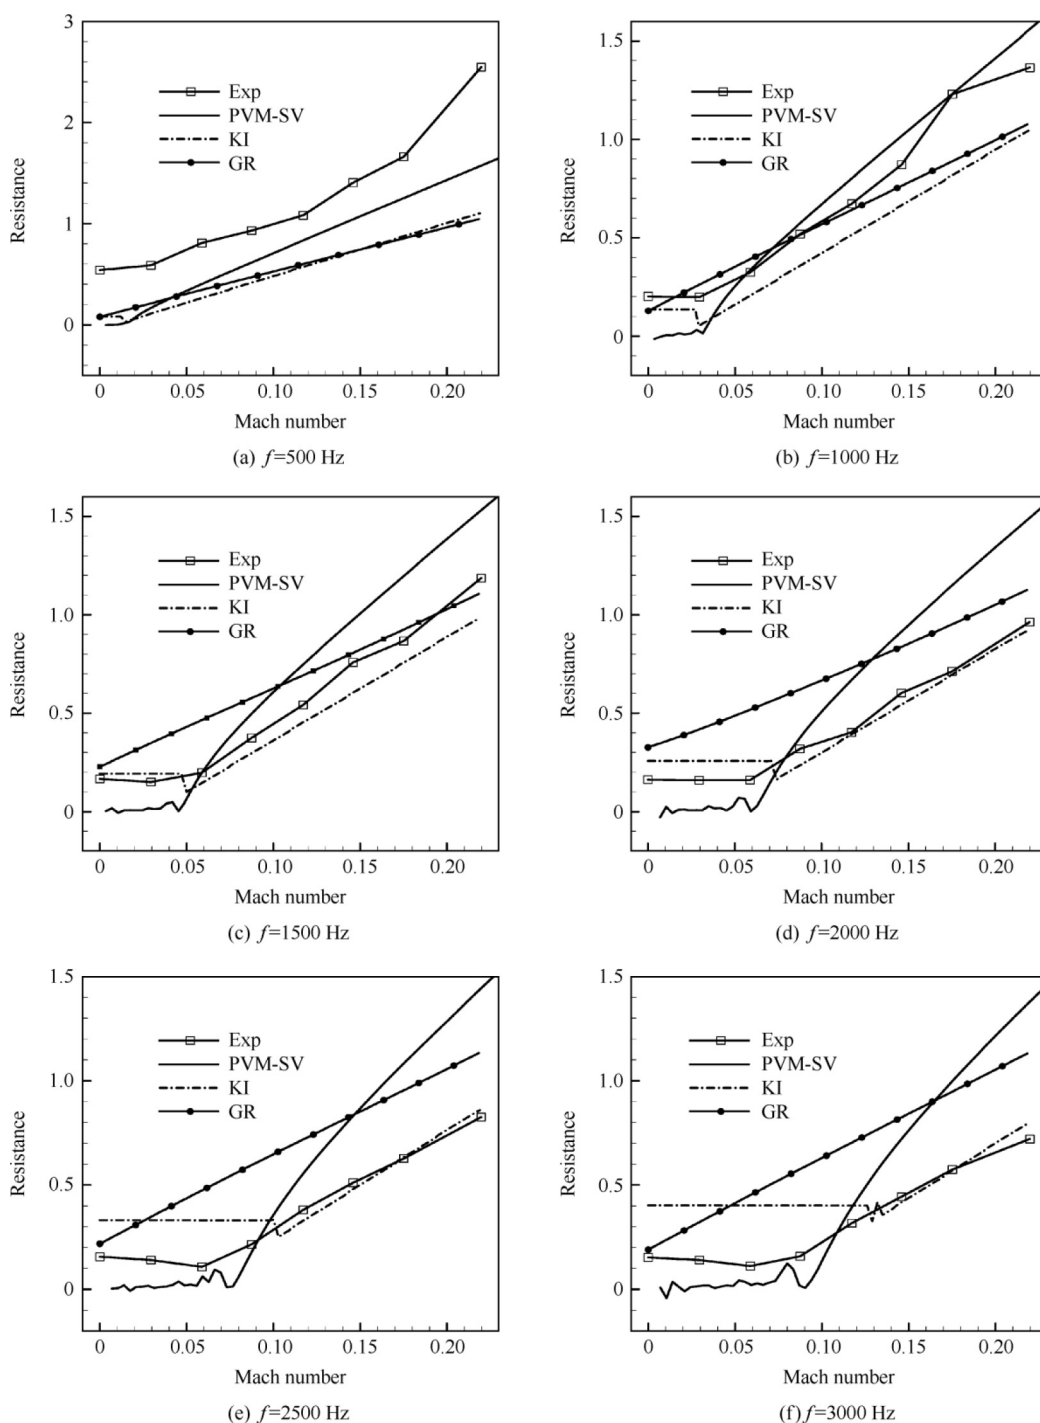 3
2
1
0
Resistance
Exp
PVM-SV
KI
GR
0 0.05 0.10 0.15 0.20
Mach number
(a) f=500 Hz
1.5
1.0
0.5
0
Resistance
Exp
PVM-SV
KI
GR
0 0.05 0.10 0.15 0.20
Mach number
(b) f=1000 Hz
1.5
1.0
0.5
0
Resistance
Exp
PVM-SV
KI
GR
0 0.05 0.10 0.15 0.20
Mach number
(c) f=1500 Hz
1.5
1.0
0.5
0
Resistance
Exp
PVM-SV
KI
GR
0 0.05 0.10 0.15 0.20
Mach number
(d) f=2000 Hz
1.5
1.0
0.5
0
Resistance
Exp
PVM-SV
KI
GR
0 0.05 0.10 0.15 0.20
Mach number
(e) f=2500 Hz
1.5
1.0
0.5
0
Resistance
Exp
PVM-SV
KI
GR
0 0.05 0.10 0.15 0.20
Mach number
(f) f=3000 Hz